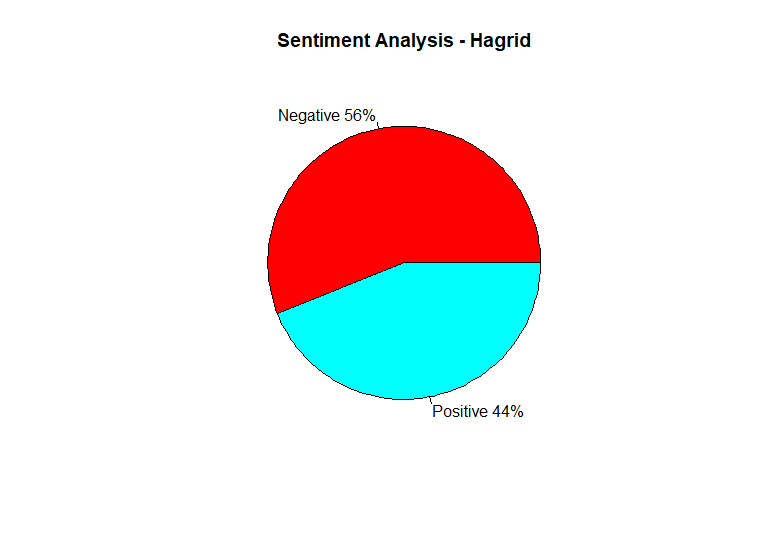 Sentiment Analysis - Hagrid
Negative 56%
Positive 44%